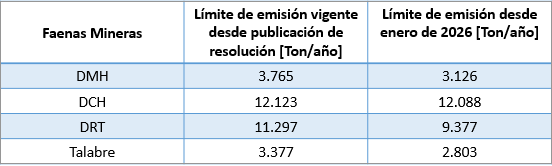 Faenas Mineras
Límite de emisión vigente
desde publicación de
resolución [Ton/año]
Límite de emisión desde
enero de 2026 [Ton/año]
DMH 3.765 3.126
DCH 12.123 12.088
DRT 11.297 9.377
Talabre 3.377 2.803